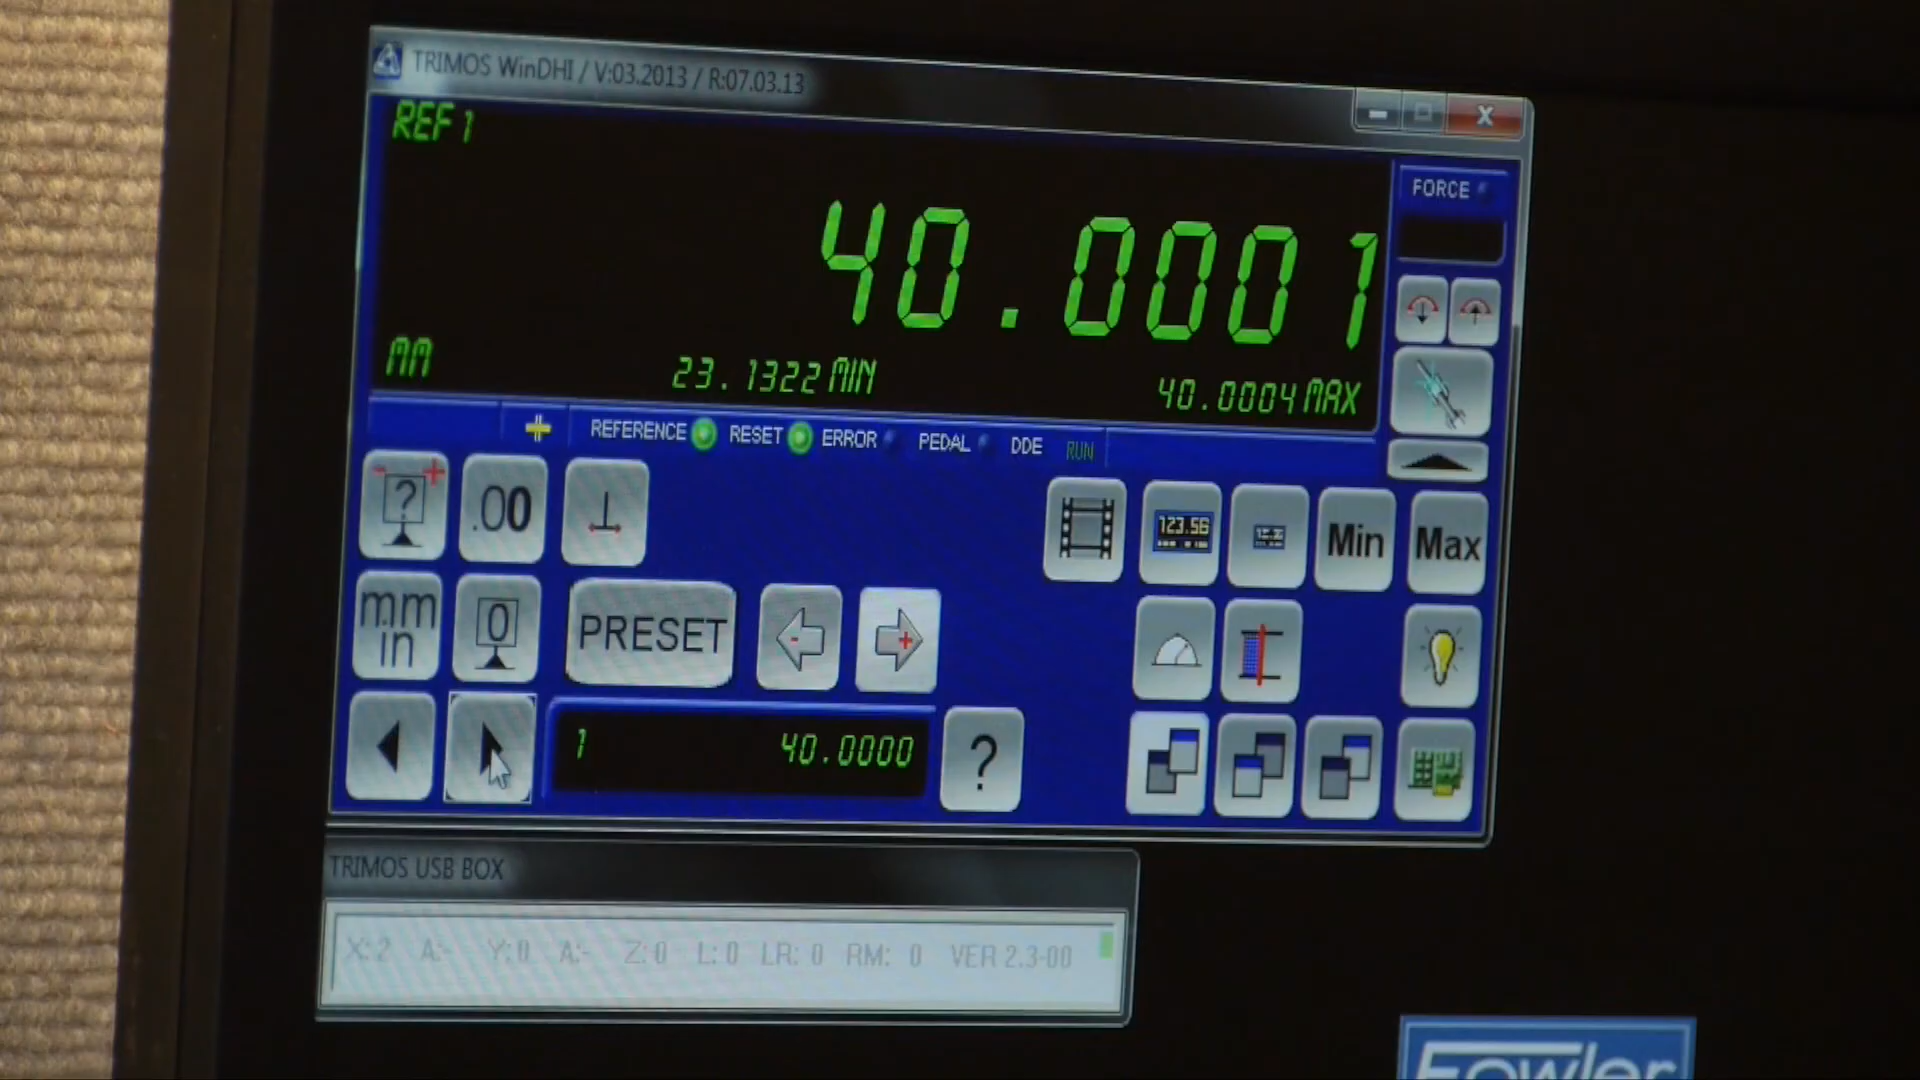 TRIMOS WinDHI / V:03.2013 / R:07.03.13
REF 1
FORCE
40.0001
MM
23.1322 MIN
40.0004 MAX
REFERENCE RESET ERROR PEDAL DDE RUN
? .00
123.56
Min Max
mm
in
0
PRESET
1 40.0000
?
TRIMOS USB BOX
X: 2 A:- Y: 0 A:- Z: 0 L: 0 LR: 0 RM: 0 VER 2.3-00
Fowler